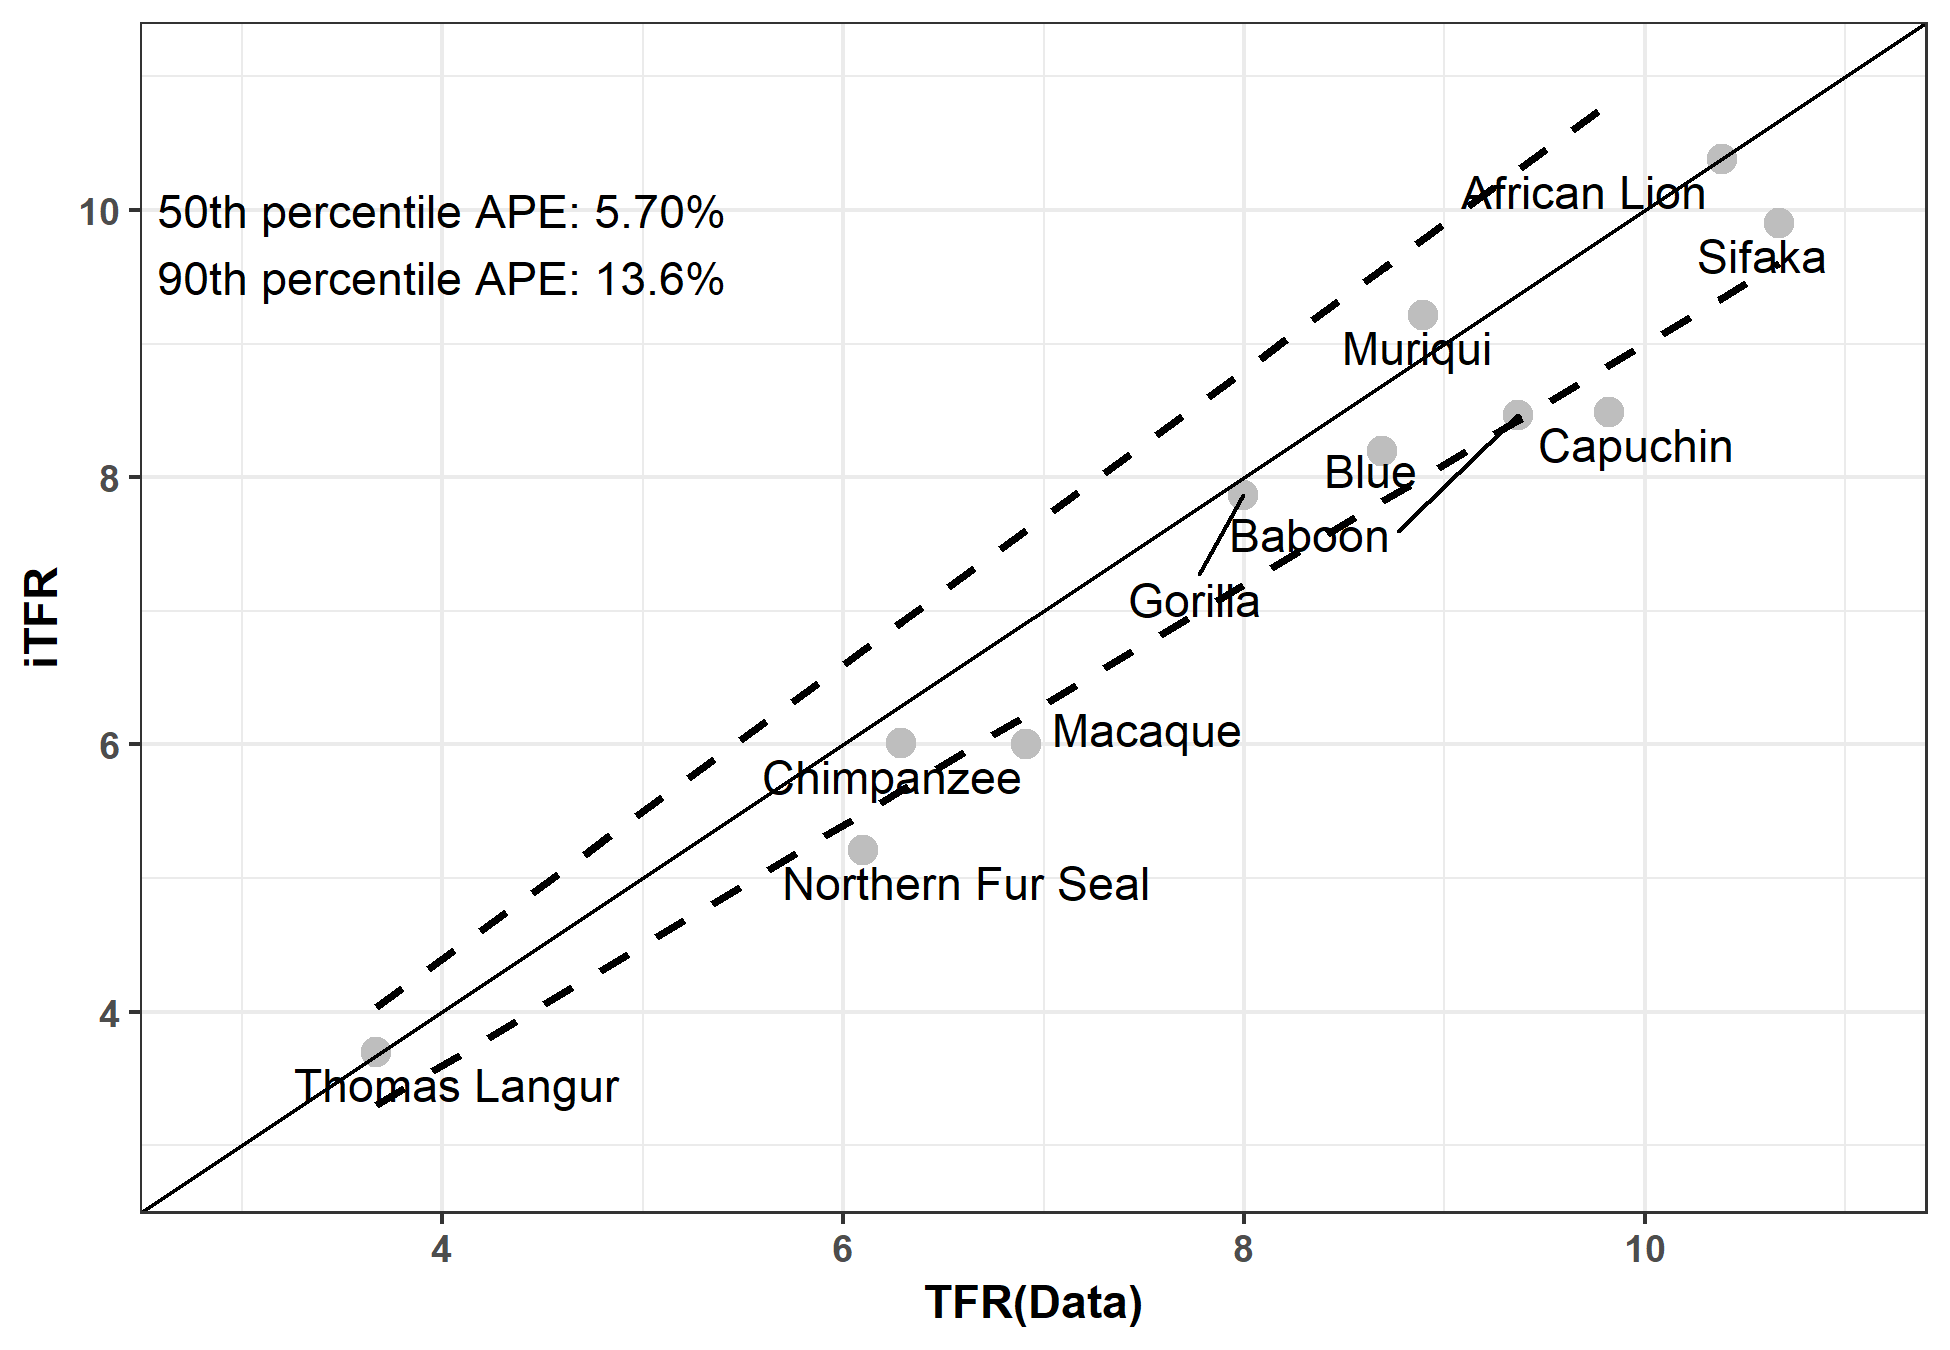 50th percentile APE: 5.70%
90th percentile APE: 13.6%
African Lion
Sifaka
Muriqui
Capuchin
Blue
Baboon
Gorilla
Macaque
Chimpanzee
Northern Fur Seal
Thomas Langur
10
8
6
4
iTFR
4
6
8
10
TFR(Data)